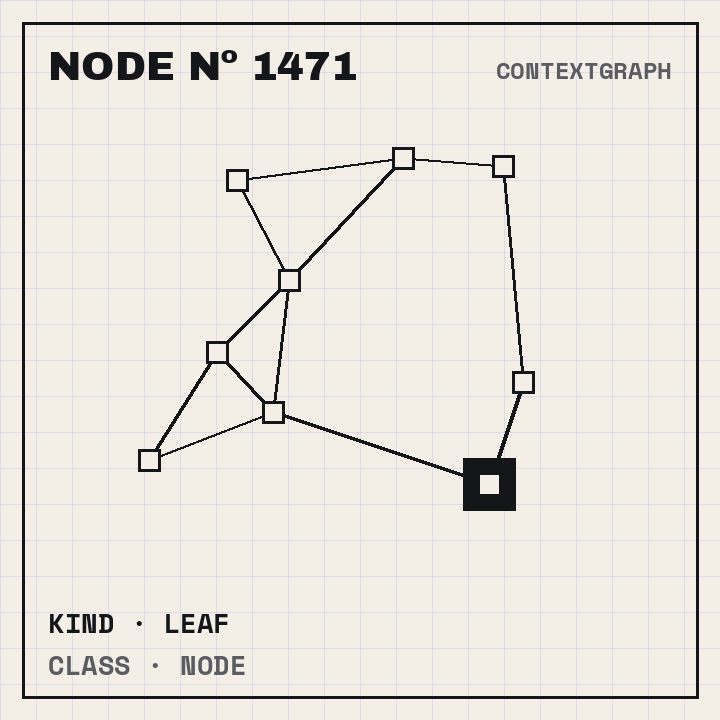 NODE Nº 1471
CONTEXTGRAPH
KIND · LEAF
CLASS · NODE